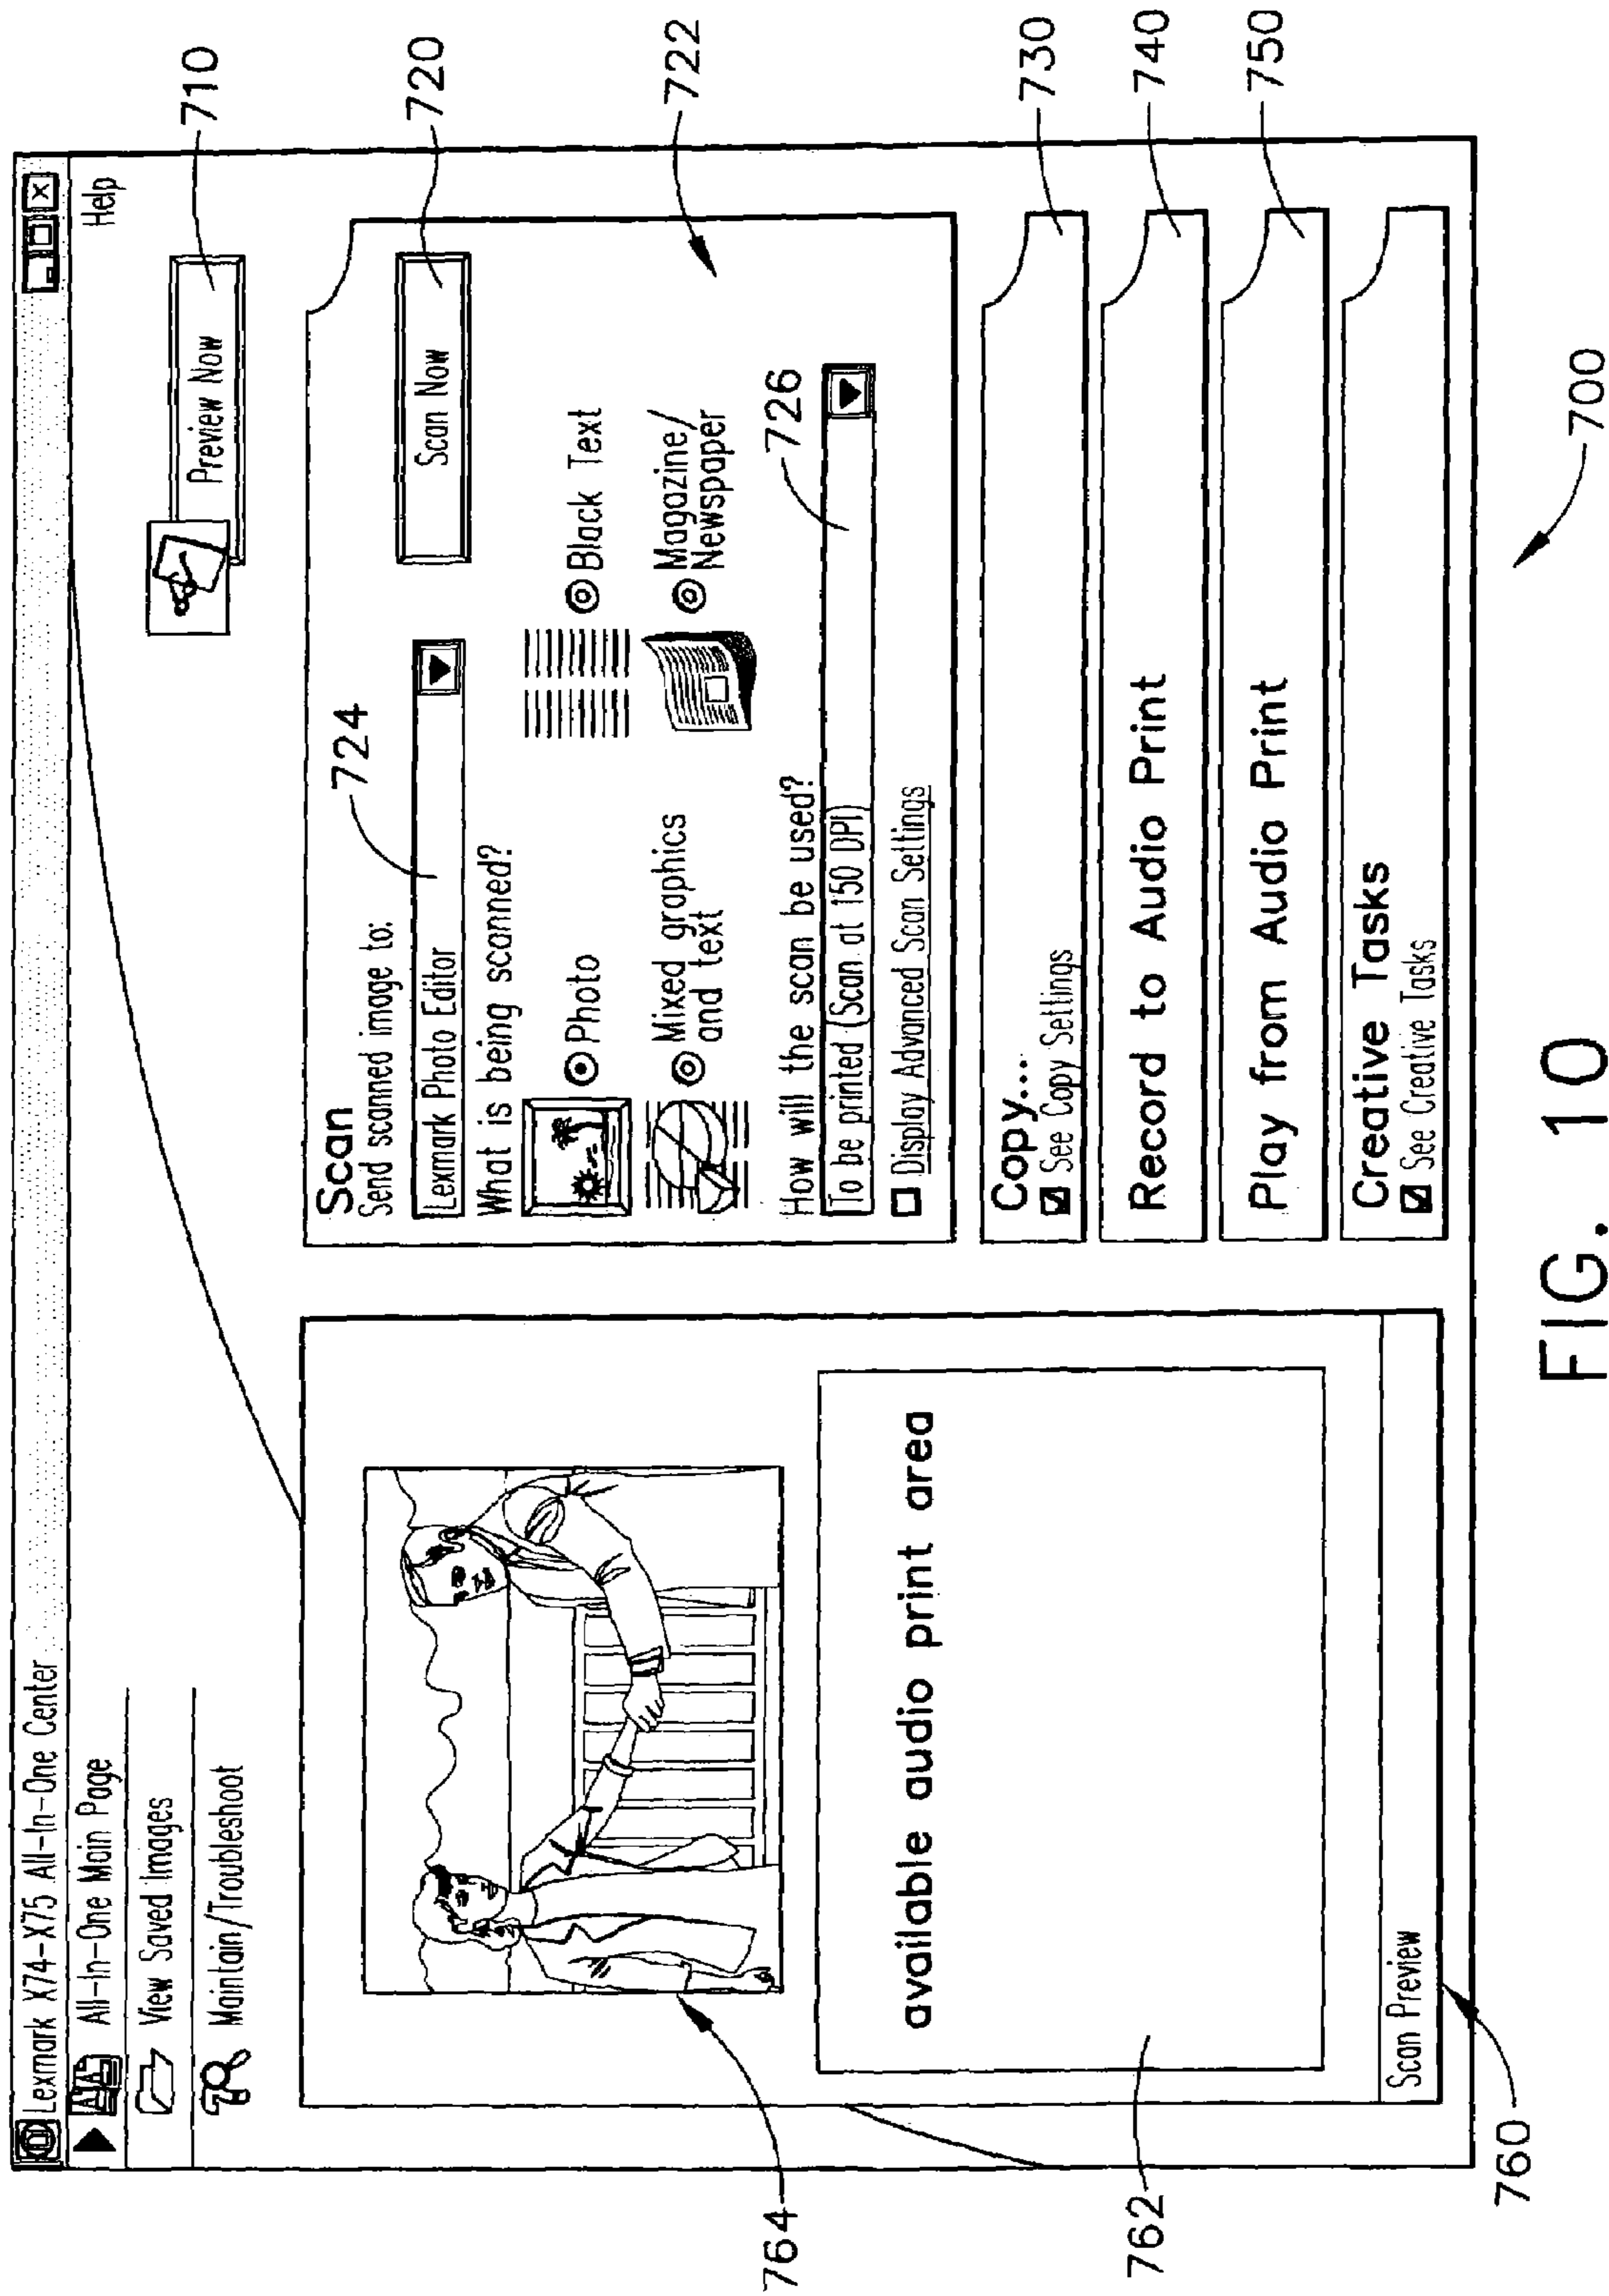 Lexmark X74-X75 All-In-One Center
All-In-One Main Page
Help
View Saved Images
Maintain/Troubleshoot
Preview Now
710
Scan
Send scanned image to:
724
Lexmark Photo Editor
Scan Now
720
What is being scanned?
Photo
Black Text
Mixed graphics
and text
Magazine/
Newspaper
722
How will the scan be used?
726
To be printed (Scan at 150 DPI)
Display Advanced Scan Settings
Copy...
See Copy Settings
730
Record to Audio Print
740
Play from Audio Print
750
Creative Tasks
See Creative Tasks
764
available audio print area
762
Scan Preview
760
700
FIG. 10